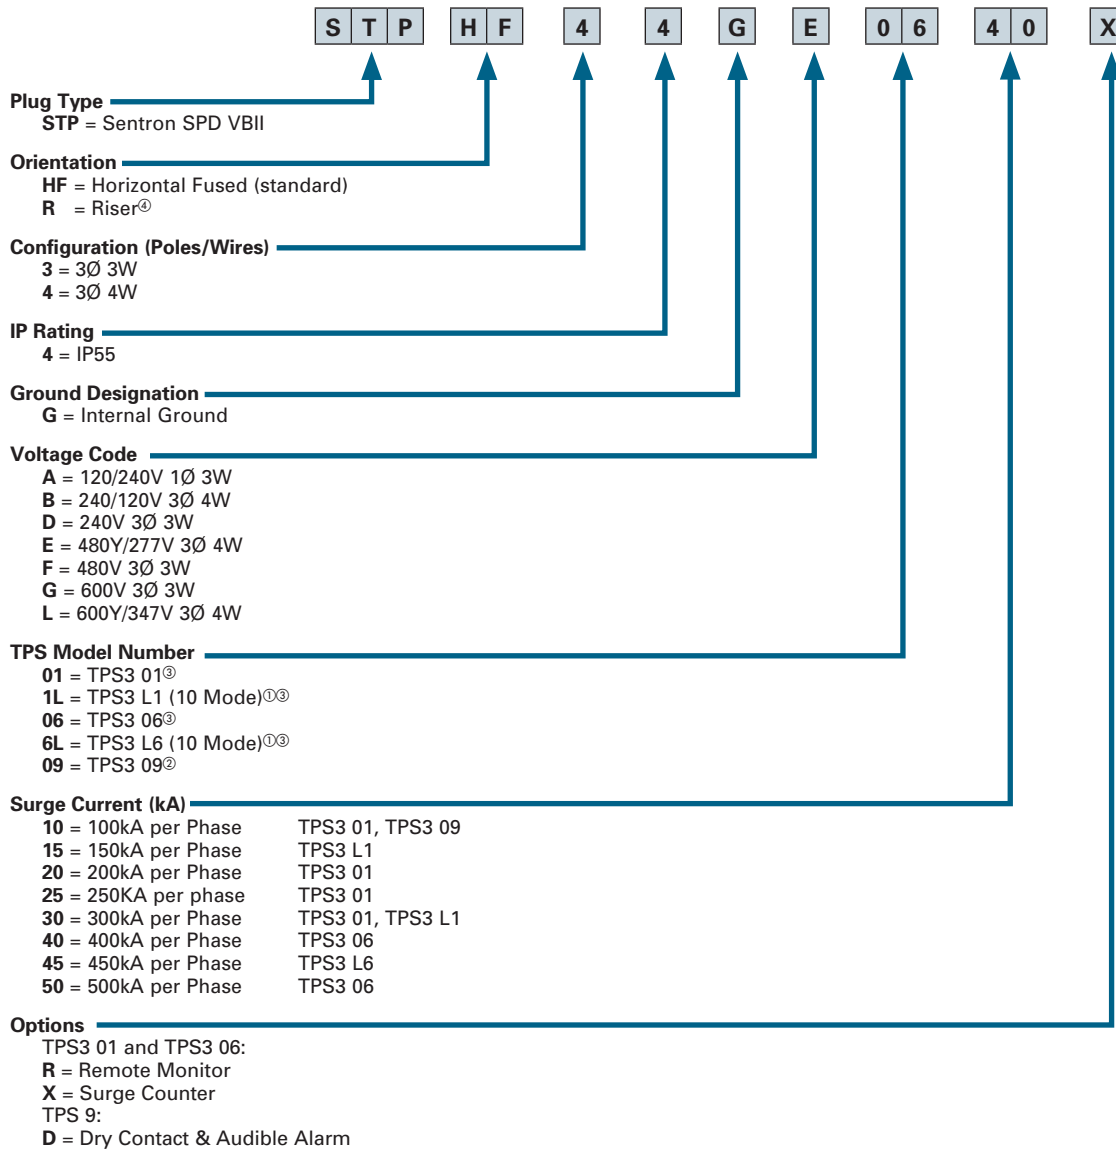 STP HF 4 4 G E 06 40 X
Plug Type
STP = Sentron SPD VBII
Orientation
HF = Horizontal Fused (standard)
R = Riser④
Configuration (Poles/Wires)
3 = 3Ø 3W
4 = 3Ø 4W
IP Rating
4 = IP55
Ground Designation
G = Internal Ground
Voltage Code
A = 120/240V 1Ø 3W
B = 240/120V 3Ø 4W
D = 240V 3Ø 3W
E = 480Y/277V 3Ø 4W
F = 480V 3Ø 3W
G = 600V 3Ø 3W
L = 600Y/347V 3Ø 4W
TPS Model Number
01 = TPS3 01③
1L = TPS3 L1 (10 Mode)①③
06 = TPS3 06③
6L = TPS3 L6 (10 Mode)①③
09 = TPS3 09②
Surge Current (kA)
10 = 100kA per Phase TPS3 01, TPS3 09
15 = 150kA per Phase TPS3 L1
20 = 200kA per Phase TPS3 01
25 = 250KA per phase TPS3 01
30 = 300kA per Phase TPS3 01, TPS3 L1
40 = 400kA per Phase TPS3 06
45 = 450kA per Phase TPS3 L6
50 = 500kA per Phase TPS3 06
Options
TPS3 01 and TPS3 06:
R = Remote Monitor
X = Surge Counter
TPS 9:
D = Dry Contact & Audible Alarm